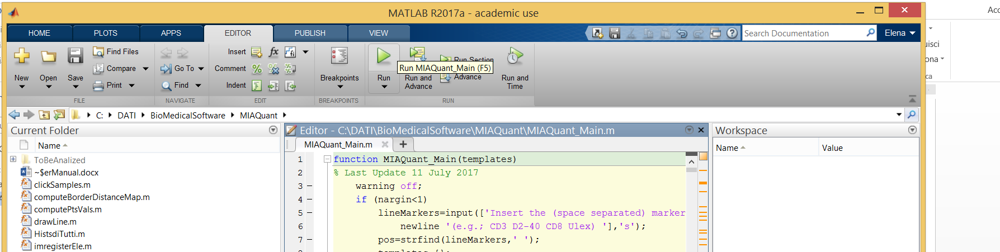 MATLAB R2017a - academic use
Acc
HOME PLOTS APPS EDITOR PUBLISH VIEW
Search Documentation Elena
New Open Save Find Files Compare Print
Go To Find
Insert Comment Indent
Breakpoints
Run Run and Advance Run Section Advance Run and Time
Run MIAQuant_Main (F5)
uisci
ona
ca
FILE NAVIGATE EDIT BREAKPOINTS RUN
C: DATI BioMedicalSoftware MIAQuant
Current Folder
Name
ToBeAnalized
~$erManual.docx
clickSamples.m
computeBorderDistanceMap.m
computePtsVals.m
drawLine.m
HistsdiTutti.m
imregisterEle.m
Editor - C:\DATI\BioMedicalSoftware\MIAQuant\MIAQuant_Main.m
MIAQuant_Main.m
1 function MIAQuant_Main(templates)
2 % Last Update 11 July 2017
3 - warning off;
4 - if (nargin<1)
5 - lineMarkers=input(['Insert the (space separated) marker
6 newline '(e.g.; CD3 D2-40 CD8 Ulex) '],'s');
7 - pos=strfind(lineMarkers,' ');
Workspace
Name Value